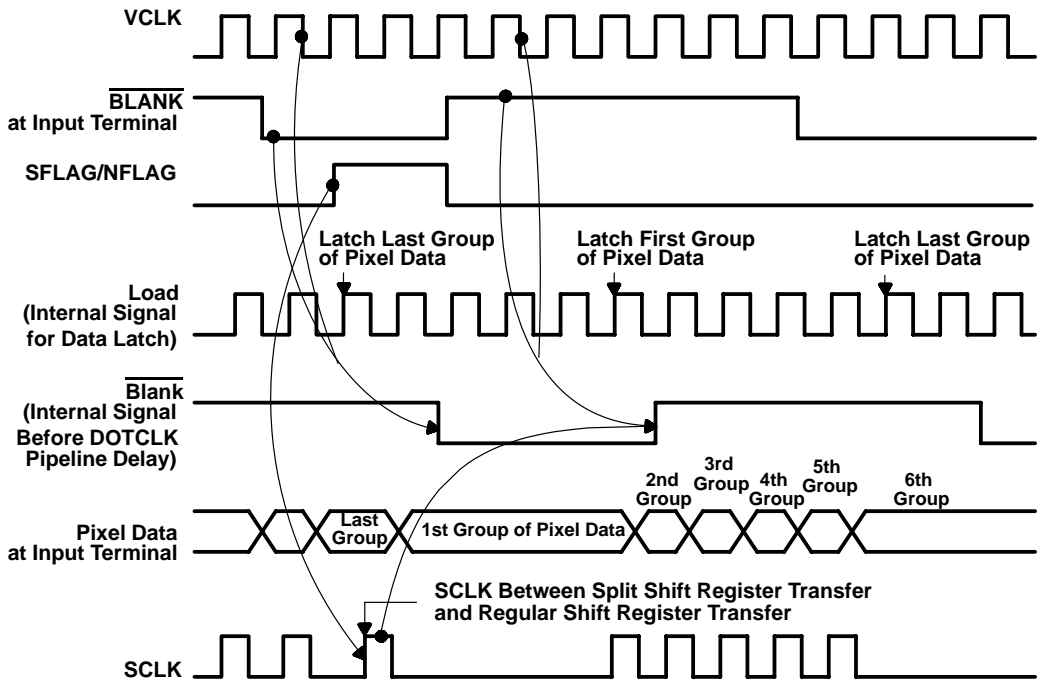 VCLK
BLANK
at Input Terminal
SFLAG/NFLAG
Latch Last Group
of Pixel Data
Latch First Group
of Pixel Data
Latch Last Group
of Pixel Data
Load
(Internal Signal
for Data Latch)
Blank
(Internal Signal
Before DOTCLK
Pipeline Delay)
Pixel Data
at Input Terminal
Last
Group
1st Group of Pixel Data
2nd
Group
3rd
Group
4th
Group
5th
Group
6th
Group
SCLK Between Split Shift Register Transfer
and Regular Shift Register Transfer
SCLK